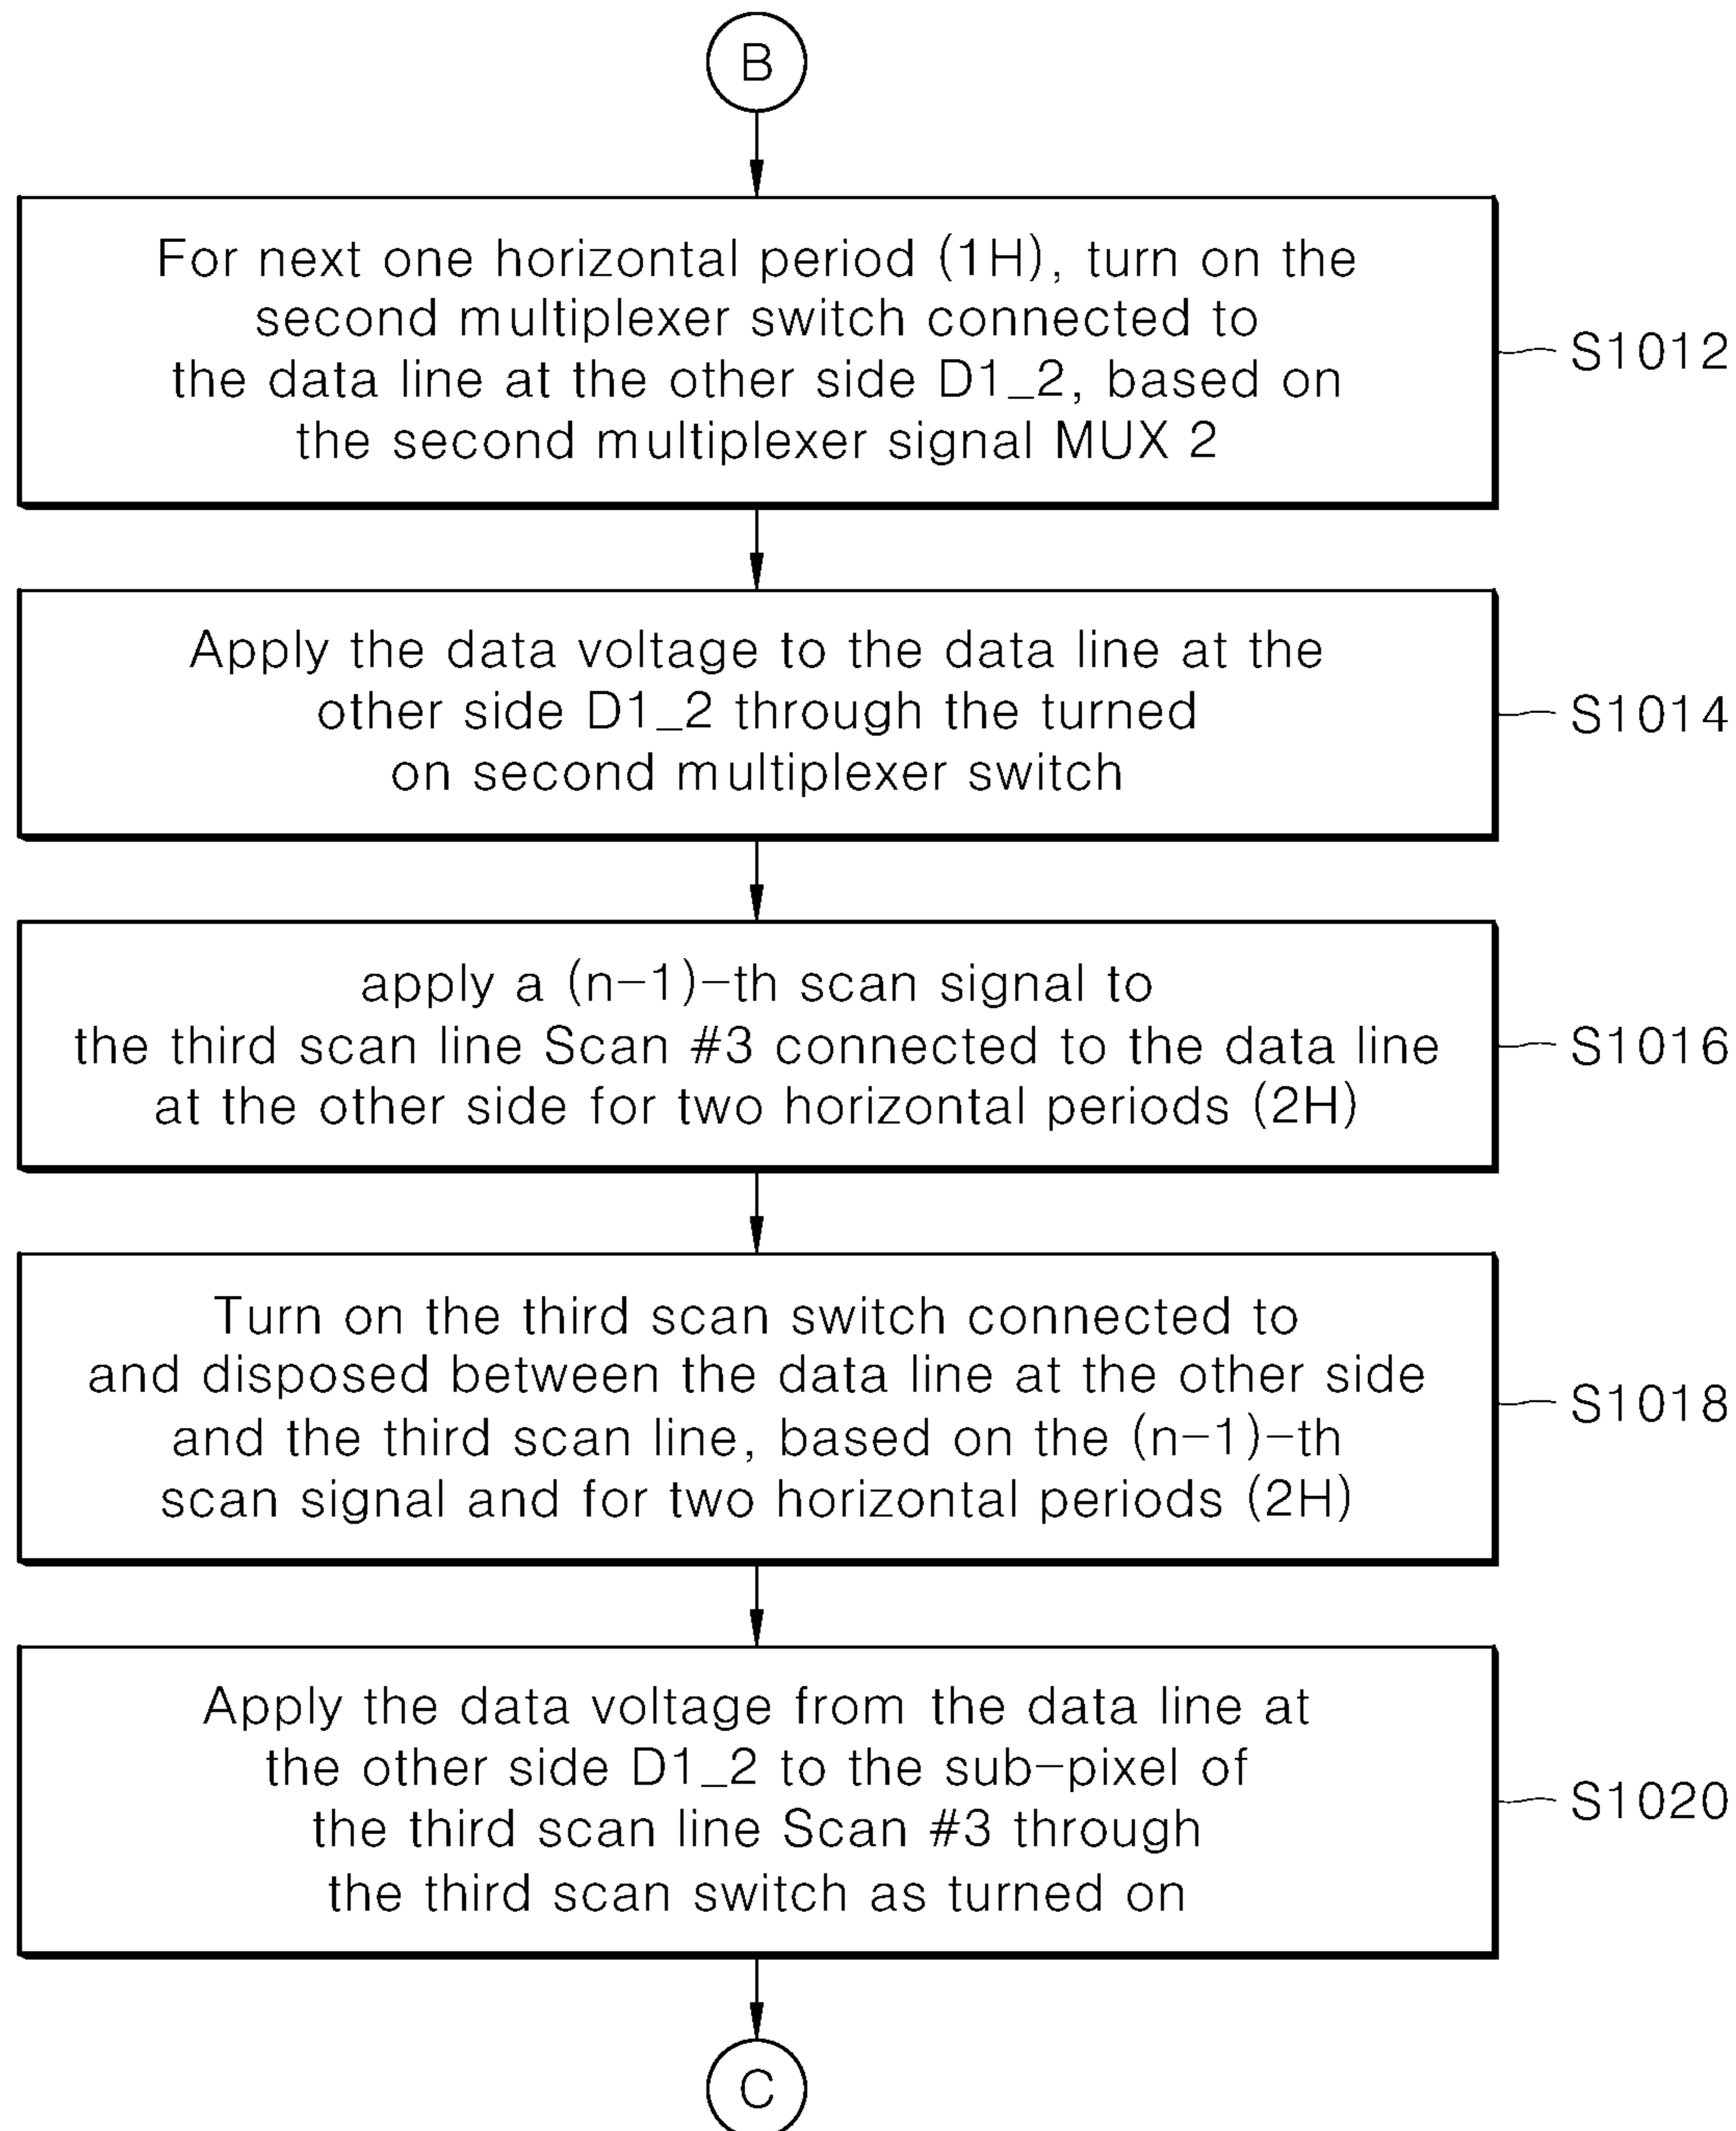 B
For next one horizontal period (1H), turn on the
second multiplexer switch connected to
the data line at the other side D1_2, based on
the second multiplexer signal MUX 2
S1012
Apply the data voltage to the data line at the
other side D1_2 through the turned
on second multiplexer switch
S1014
apply a (n-1)-th scan signal to
the third scan line Scan #3 connected to the data line
at the other side for two horizontal periods (2H)
S1016
Turn on the third scan switch connected to
and disposed between the data line at the other side
and the third scan line, based on the (n-1)-th
scan signal and for two horizontal periods (2H)
S1018
Apply the data voltage from the data line at
the other side D1_2 to the sub-pixel of
the third scan line Scan #3 through
the third scan switch as turned on
S1020
C